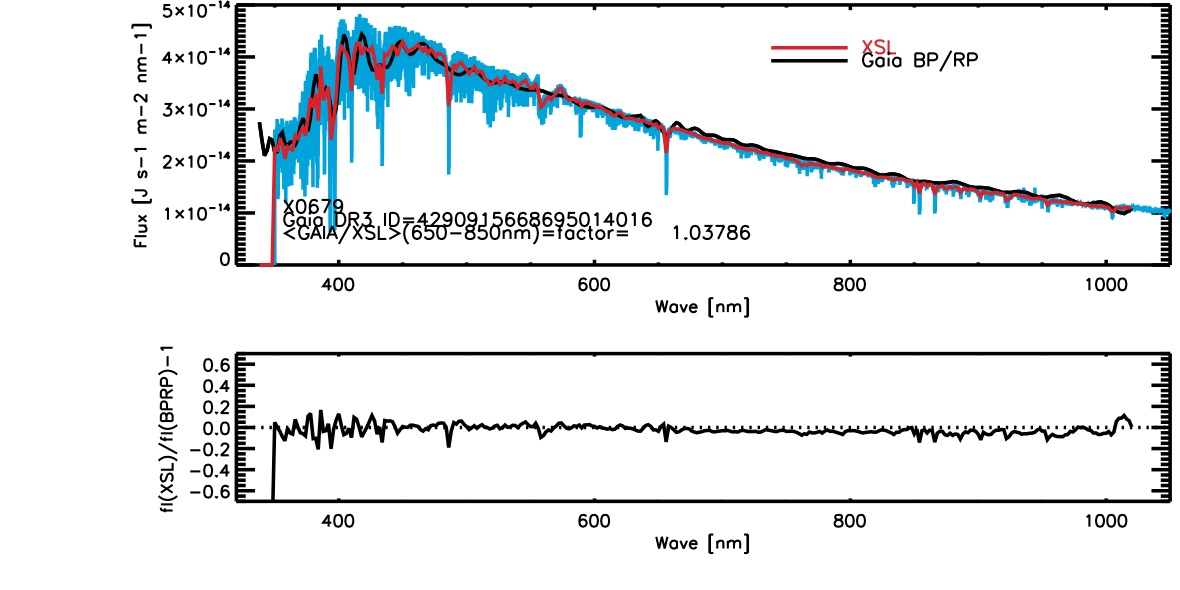 5×10−14
4×10−14
3×10−14
2×10−14
1×10−14
0
Flux [J s−1 m−2 nm−1]
XSL
Gaia BP/RP
X0679
Gaia DR3 ID=4290915668695014016
<GAIA/XSL>(650−850nm)=factor= 1.03786
400 600 800 1000
Wave [nm]
0.6
0.4
0.2
0.0
−0.2
−0.4
−0.6
fl(XSL)/fl(BPRP)−1
400 600 800 1000
Wave [nm]